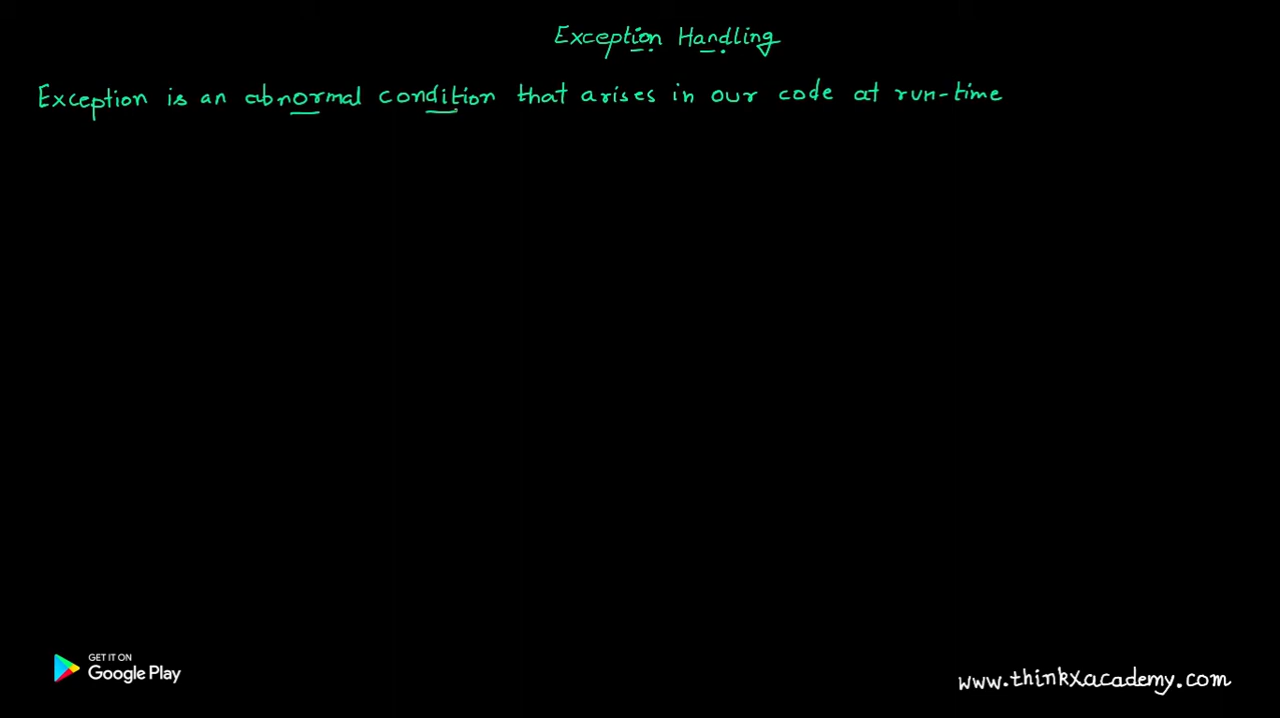 Exception Handling
Exception is an abnormal condition that arises in our code at run-time
GET IT ON
Google Play
www.thinkxacademy.com